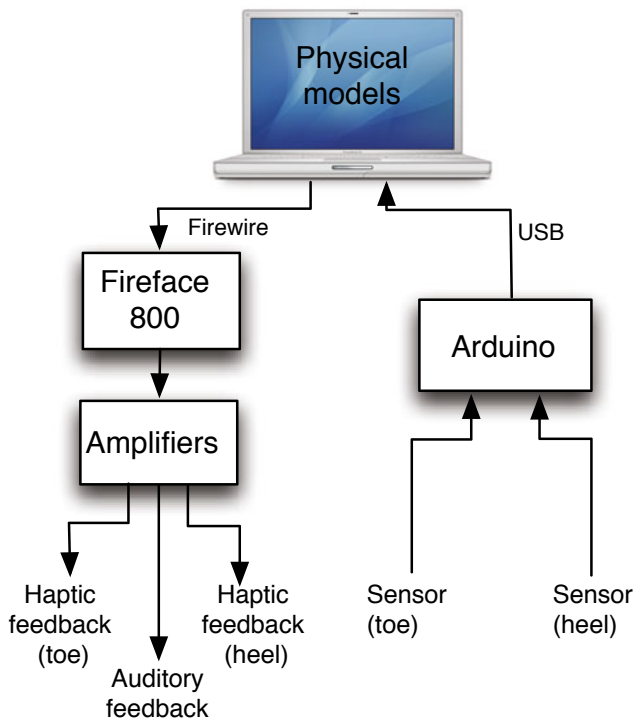 Physical
models
Firewire
USB
Fireface
800
Arduino
Amplifiers
Haptic
feedback
(toe)
Auditory
feedback
Haptic
feedback
(heel)
Sensor
(toe)
Sensor
(heel)